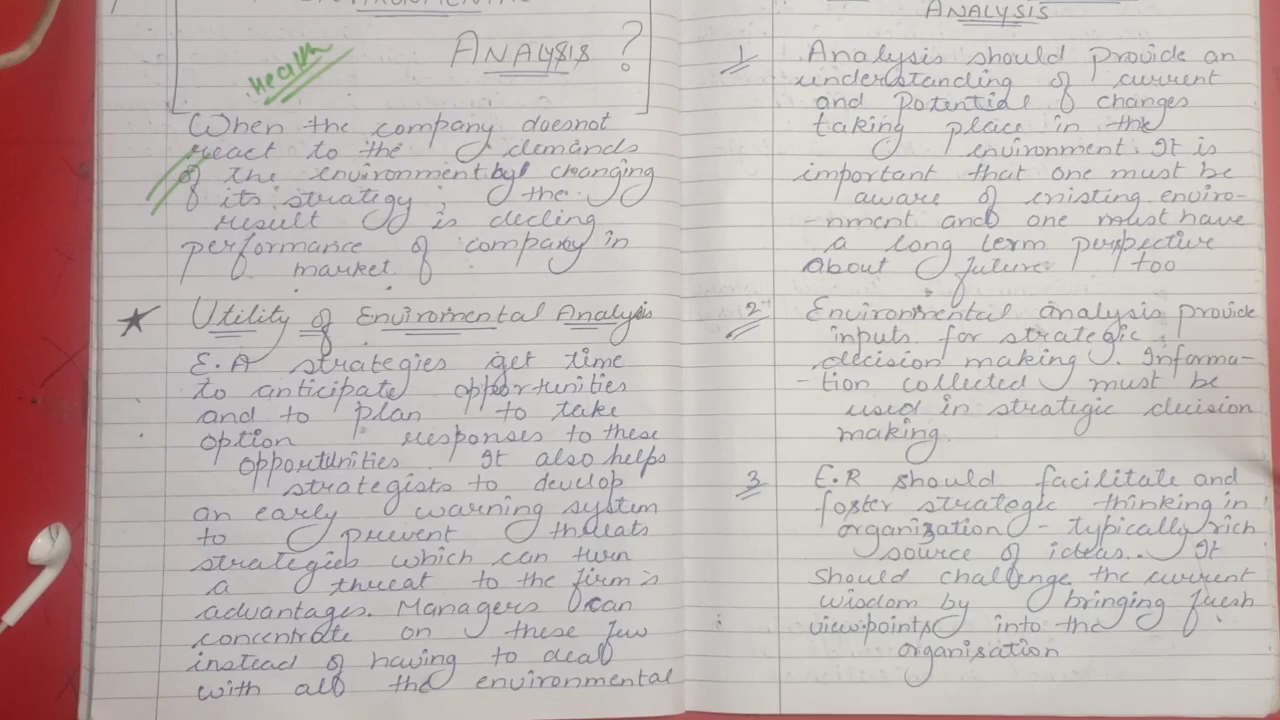 ANALYSIS ?
Health
When the company doesnot
react to the demands
of the environment by changing
its strategy, the
result is decling
performance of company in
market.
★ Utility of Enviromental Analysis
E.A strategies get time
to anticipate opportunities
and to plan to take
option responses to these
opportunities. It also helps
strategists to develop
an early warning system
to prevent threats
strategies which can turn
a threat to the firm's
advantages. Managers can
concentrate on these few
instead of having to deal
with all the environmental
ANALYSIS
1 Analysis should provide an
understanding of current
and Potential of changes
taking place in the
environment. It is
important that one must be
aware of existing enviro-
-nment and one must have
a long term perspective
about future too
2 Environmental analysis provide
inputs for strategic
decision making. Informa-
-tion collected must be
used in strategic decision
making.
3 E.R should facilitate and
foster strategic thinking in
organization - typically rich
source of ideas.. It
should challenge the current
wisdom by bringing fresh
viewpoints into the
organisation